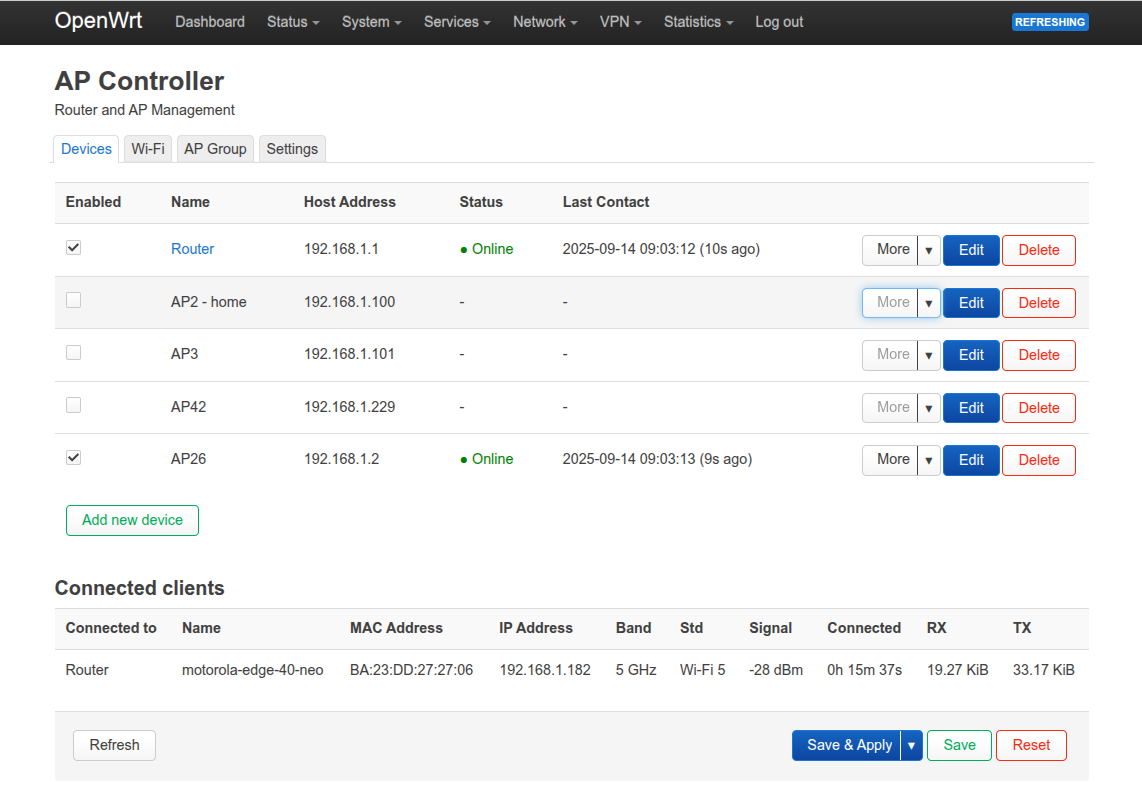 OpenWrt Dashboard Status System Services Network VPN Statistics Log out REFRESHING
AP Controller
Router and AP Management
Devices Wi-Fi AP Group Settings
Enabled Name Host Address Status Last Contact
Router 192.168.1.1 ● Online 2025-09-14 09:03:12 (10s ago) More ▾ Edit Delete
AP2 - home 192.168.1.100 - - More ▾ Edit Delete
AP3 192.168.1.101 - - More ▾ Edit Delete
AP42 192.168.1.229 - - More ▾ Edit Delete
AP26 192.168.1.2 ● Online 2025-09-14 09:03:13 (9s ago) More ▾ Edit Delete
Add new device
Connected clients
Connected to Name MAC Address IP Address Band Std Signal Connected RX TX
Router motorola-edge-40-neo BA:23:DD:27:27:06 192.168.1.182 5 GHz Wi-Fi 5 -28 dBm 0h 15m 37s 19.27 KiB 33.17 KiB
Refresh Save & Apply ▾ Save Reset